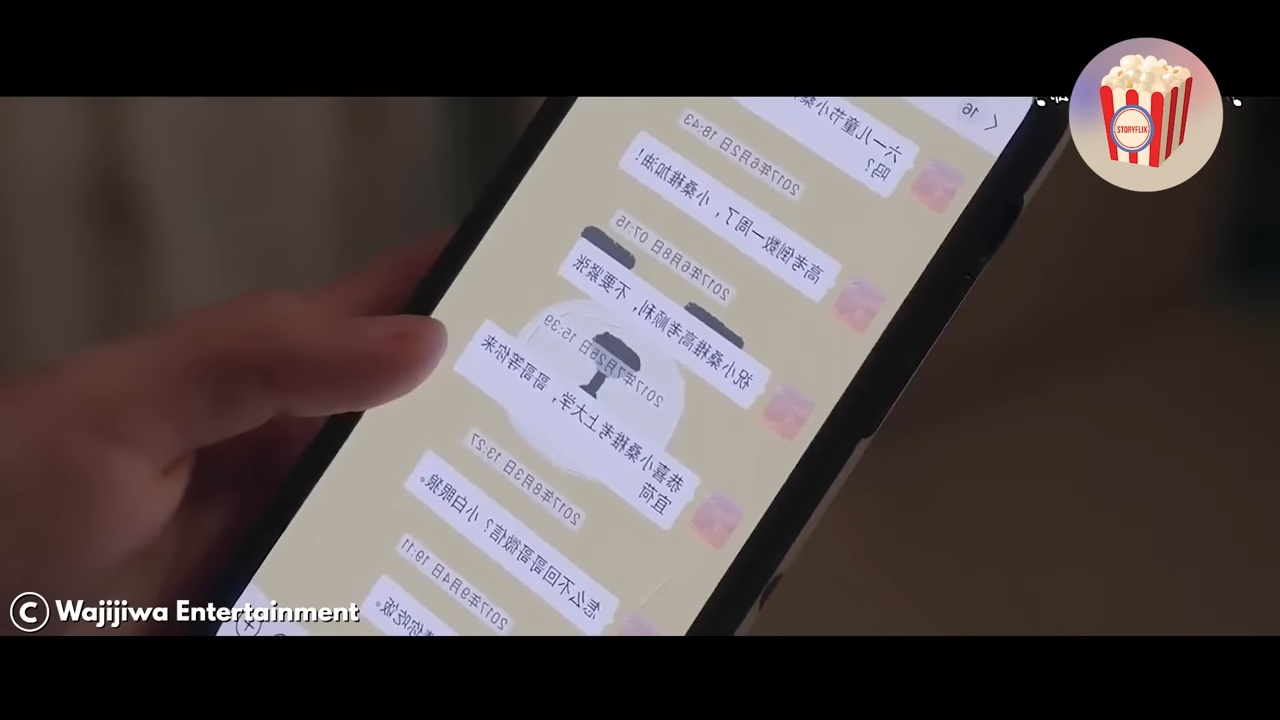 STORYFLIX
16
六一儿童节小桑
吗?
2017年6月2日 18:43
高考倒数一周了,小桑稚加油!
2017年6月8日 07:15
祝小桑稚高考顺利,不要紧张
2017年7月26日 15:39
恭喜小桑稚考上大学,哥哥等你来
宜荷
2017年8月3日 13:27
怎么不回哥哥微信?小白眼狼。
2017年9月4日 19:11
你吃饭。
© Wajijiwa Entertainment